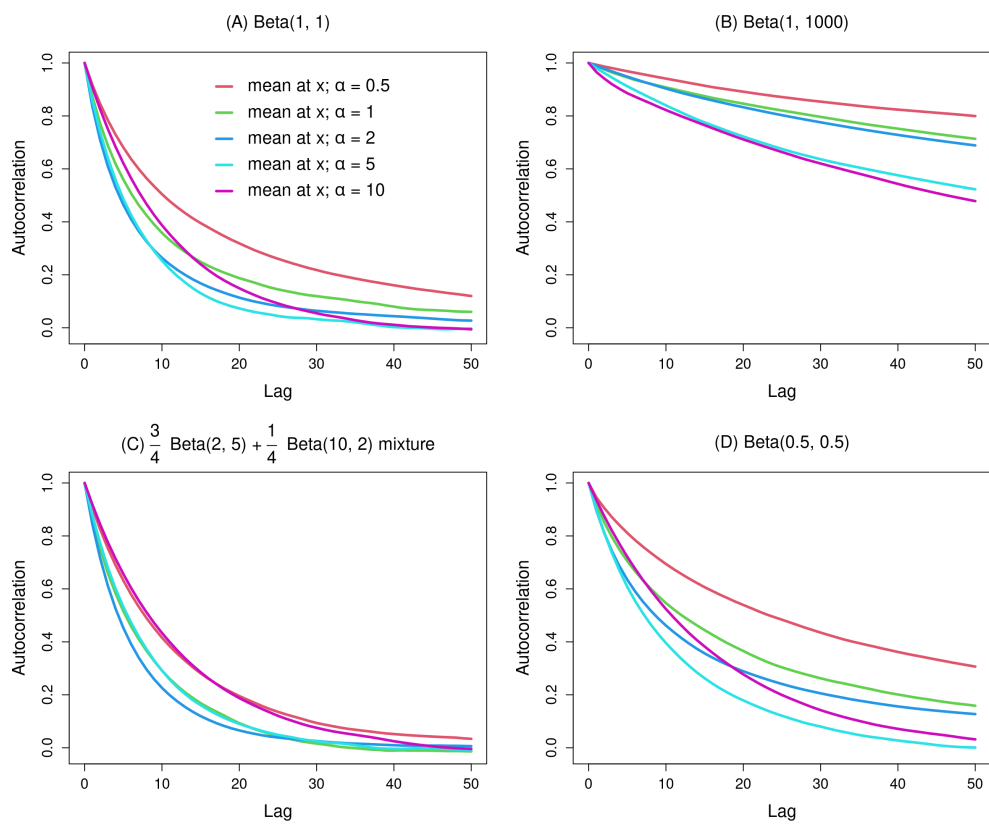 (A) Beta(1, 1)
Autocorrelation
1.0
0.8
0.6
0.4
0.2
0.0
mean at x; α = 0.5
mean at x; α = 1
mean at x; α = 2
mean at x; α = 5
mean at x; α = 10
0 10 20 30 40 50
Lag
(B) Beta(1, 1000)
Autocorrelation
1.0
0.8
0.6
0.4
0.2
0.0
0 10 20 30 40 50
Lag
(C) 3/4 Beta(2, 5) + 1/4 Beta(10, 2) mixture
Autocorrelation
1.0
0.8
0.6
0.4
0.2
0.0
0 10 20 30 40 50
Lag
(D) Beta(0.5, 0.5)
Autocorrelation
1.0
0.8
0.6
0.4
0.2
0.0
0 10 20 30 40 50
Lag